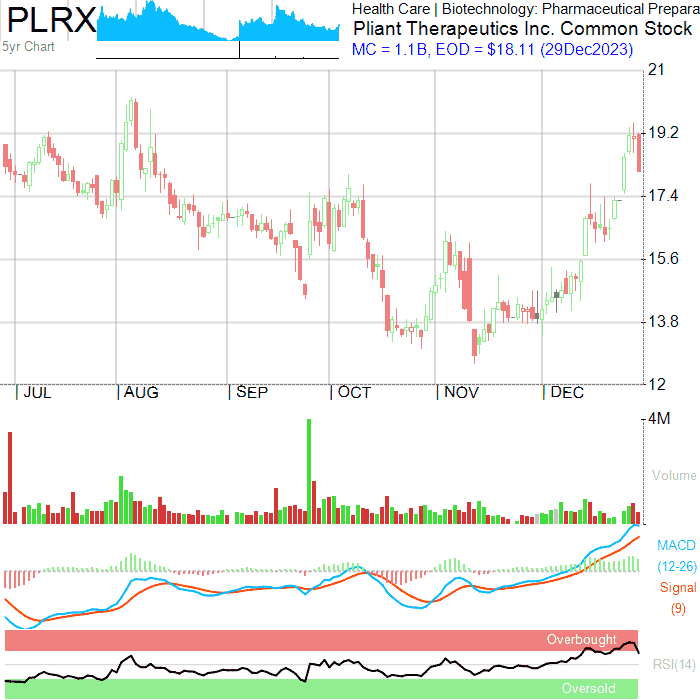 PLRX
5yr Chart
Health Care | Biotechnology: Pharmaceutical Prepara
Pliant Therapeutics Inc. Common Stock
MC = 1.1B, EOD = $18.11 (29Dec2023)
21
19.2
17.4
15.6
13.8
12
JUL AUG SEP OCT NOV DEC
4M
Volume
MACD
(12-26)
Signal
(9)
Overbought
RSI(14)
Oversold